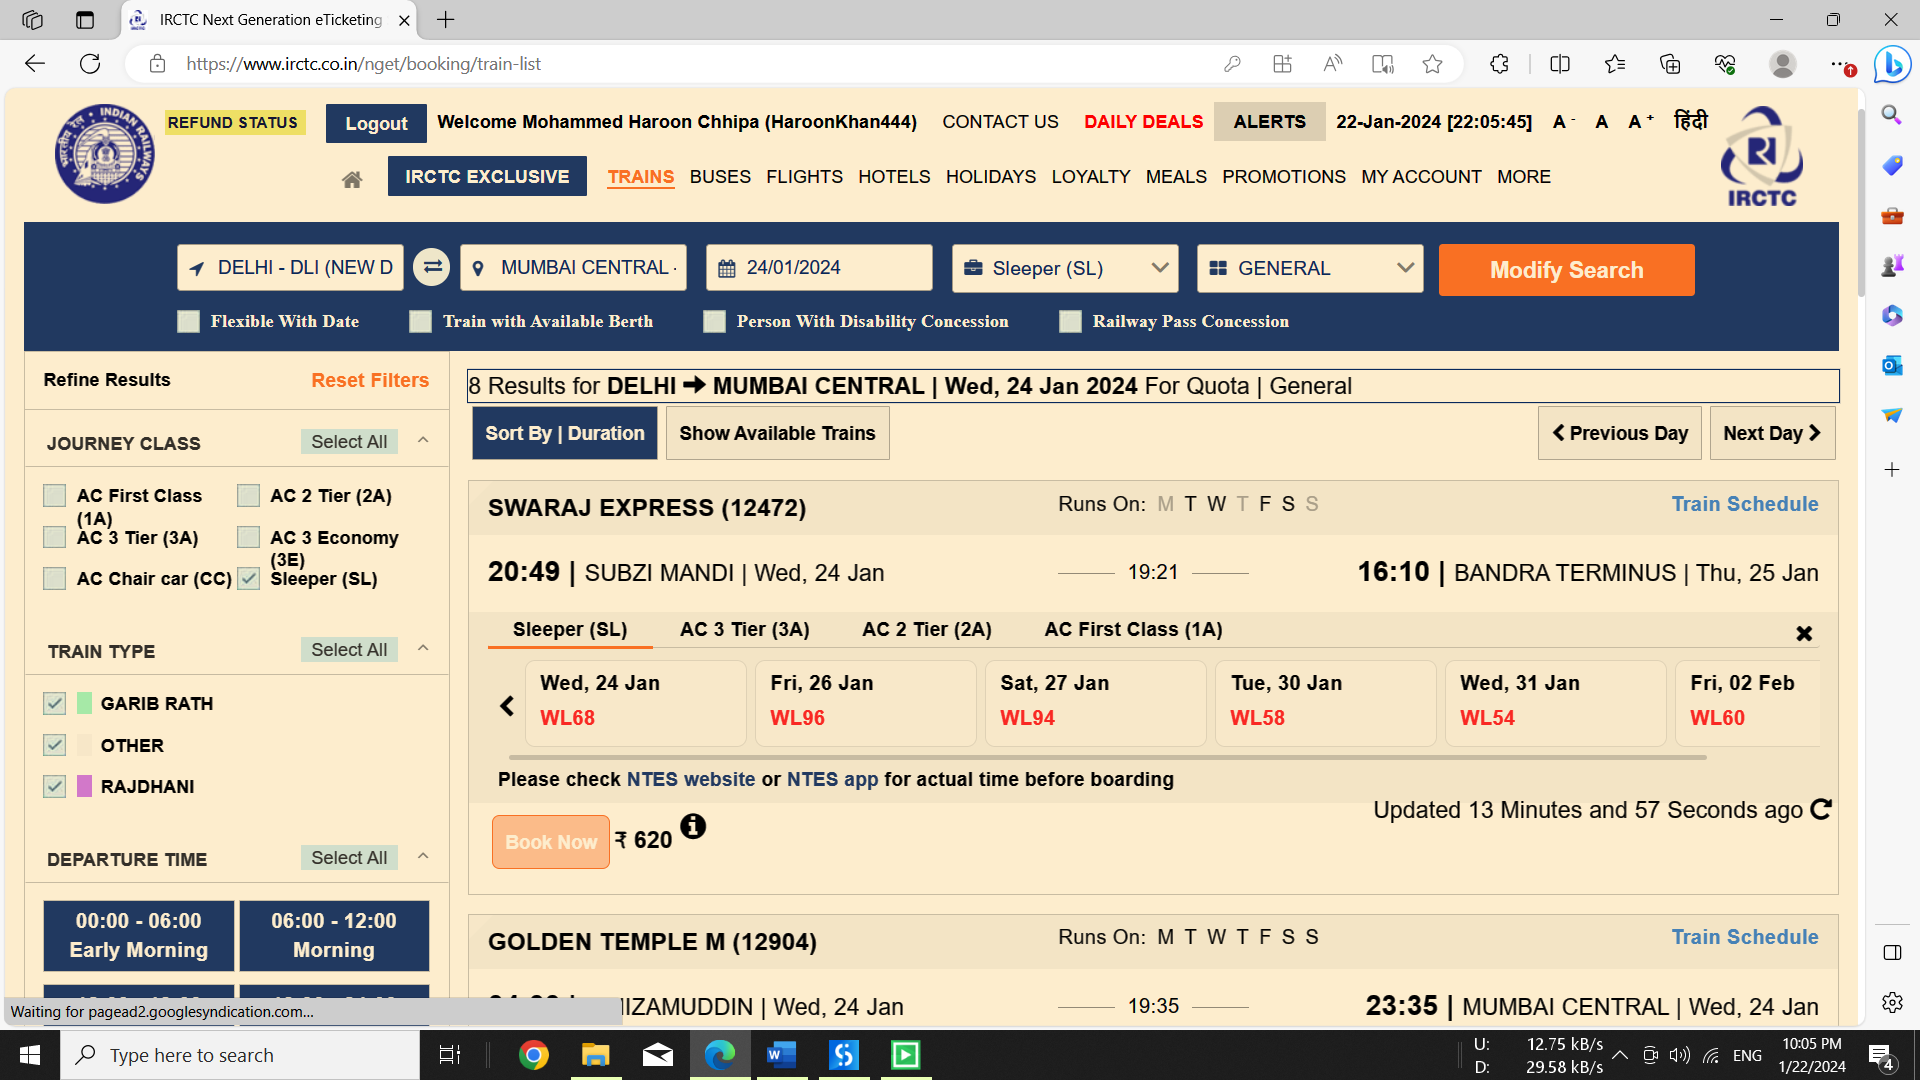 IRCTC Next Generation eTicketing
https://www.irctc.co.in/nget/booking/train-list
INDIAN RAILWAYS
REFUND STATUS
Logout
Welcome Mohammed Haroon Chhipa (HaroonKhan444)
CONTACT US
DAILY DEALS
ALERTS
22-Jan-2024 [22:05:45]
A -
A
A +
हिंदी
IRCTC EXCLUSIVE
TRAINS
BUSES
FLIGHTS
HOTELS
HOLIDAYS
LOYALTY
MEALS
PROMOTIONS
MY ACCOUNT
MORE
IRCTC
DELHI - DLI (NEW D
MUMBAI CENTRAL -
24/01/2024
Sleeper (SL)
GENERAL
Modify Search
Flexible With Date
Train with Available Berth
Person With Disability Concession
Railway Pass Concession
Refine Results
Reset Filters
JOURNEY CLASS
Select All
AC First Class (1A)
AC 2 Tier (2A)
AC 3 Tier (3A)
AC 3 Economy (3E)
AC Chair car (CC)
Sleeper (SL)
TRAIN TYPE
Select All
GARIB RATH
OTHER
RAJDHANI
DEPARTURE TIME
Select All
00:00 - 06:00
Early Morning
06:00 - 12:00
Morning
8 Results for DELHI ➔ MUMBAI CENTRAL | Wed, 24 Jan 2024 For Quota | General
Sort By | Duration
Show Available Trains
Previous Day
Next Day
SWARAJ EXPRESS (12472)
Runs On: M T W T F S S
Train Schedule
20:49 | SUBZI MANDI | Wed, 24 Jan
19:21
16:10 | BANDRA TERMINUS | Thu, 25 Jan
Sleeper (SL)
AC 3 Tier (3A)
AC 2 Tier (2A)
AC First Class (1A)
Wed, 24 Jan
WL68
Fri, 26 Jan
WL96
Sat, 27 Jan
WL94
Tue, 30 Jan
WL58
Wed, 31 Jan
WL54
Fri, 02 Feb
WL60
Please check NTES website or NTES app for actual time before boarding
Updated 13 Minutes and 57 Seconds ago
Book Now
₹ 620
GOLDEN TEMPLE M (12904)
Runs On: M T W T F S S
Train Schedule
IZAMUDDIN | Wed, 24 Jan
19:35
23:35 | MUMBAI CENTRAL | Wed, 24 Jan
Waiting for pagead2.googlesyndication.com...
Type here to search
U: 12.75 kB/s
D: 29.58 kB/s
ENG
10:05 PM
1/22/2024
4